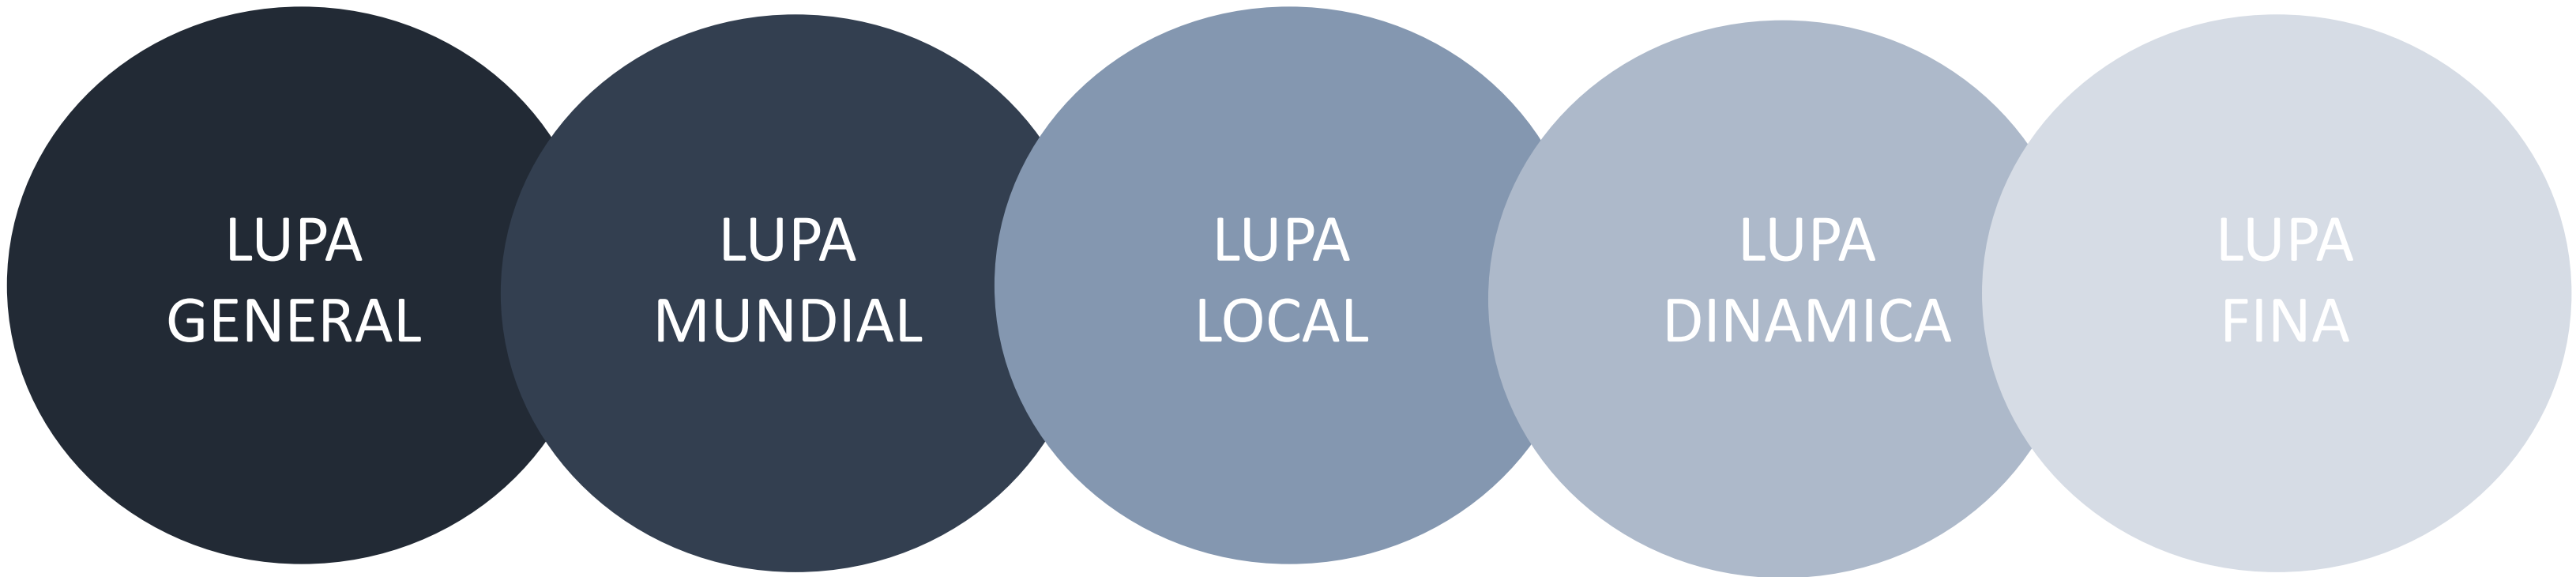 LUPA
GENERAL
LUPA
MUNDIAL
LUPA
LOCAL
LUPA
DINAMICA
LUPA
FINA